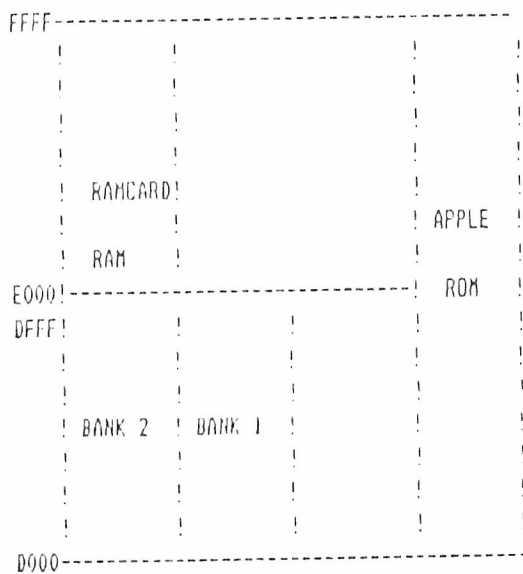 FFFF
RAMCARD
APPLE
RAM
E000
ROM
DFFF
BANK 2 BANK 1
D000